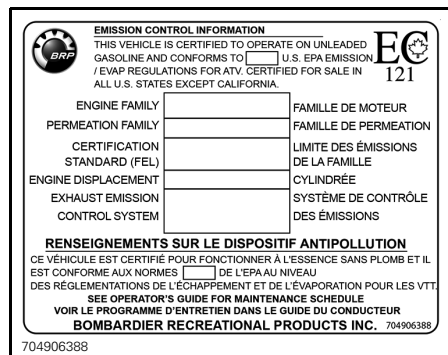 BRP
EMISSION CONTROL INFORMATION
THIS VEHICLE IS CERTIFIED TO OPERATE ON UNLEADED
GASOLINE AND CONFORMS TO U.S. EPA EMISSION
/ EVAP REGULATIONS FOR ATV. CERTIFIED FOR SALE IN
ALL U.S. STATES EXCEPT CALIFORNIA.
EC
121
ENGINE FAMILY FAMILLE DE MOTEUR
PERMEATION FAMILY FAMILLE DE PERMEATION
CERTIFICATION LIMITE DES ÉMISSIONS
STANDARD (FEL) DE LA FAMILLE
ENGINE DISPLACEMENT CYLINDRÉE
EXHAUST EMISSION SYSTÈME DE CONTRÔLE
CONTROL SYSTEM DES ÉMISSIONS
RENSEIGNEMENTS SUR LE DISPOSITIF ANTIPOLLUTION
CE VÉHICULE EST CERTIFIÉ POUR FONCTIONNER À L'ESSENCE SANS PLOMB ET IL
EST CONFORME AUX NORMES DE L'EPA AU NIVEAU
DES RÉGLEMENTATIONS DE L'ÉCHAPPEMENT ET DE L'ÉVAPORATION POUR LES VTT.
SEE OPERATOR'S GUIDE FOR MAINTENANCE SCHEDULE
VOIR LE PROGRAMME D'ENTRETIEN DANS LE GUIDE DU CONDUCTEUR
BOMBARDIER RECREATIONAL PRODUCTS INC. 704906388
704906388